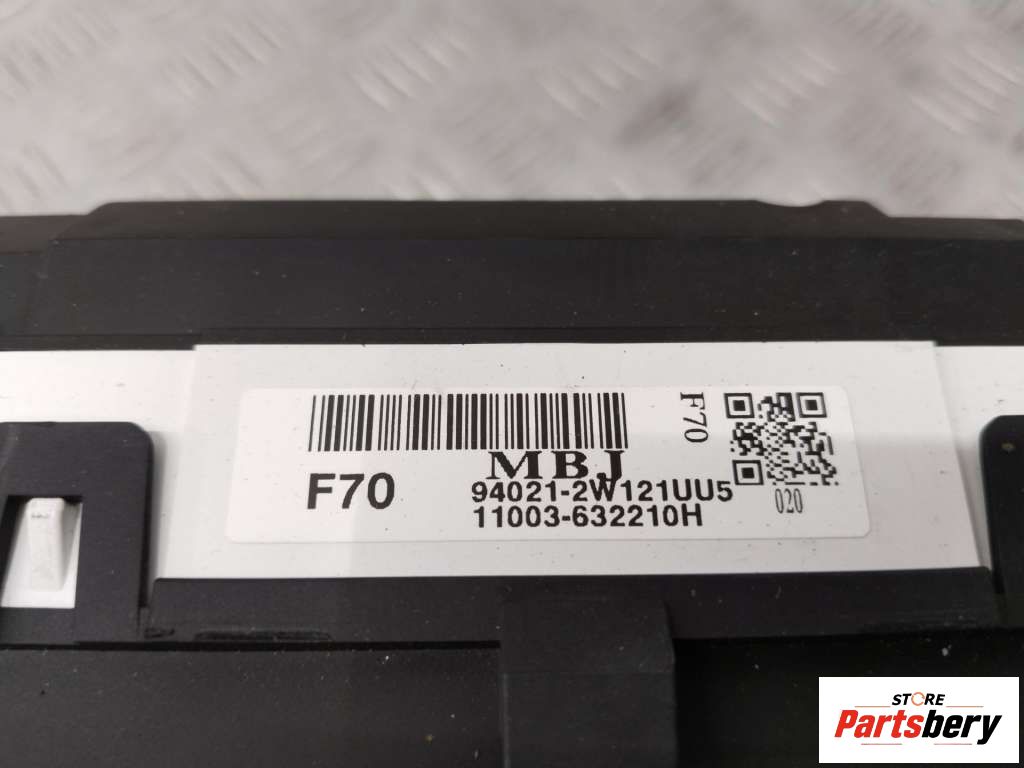 F70
MBJ
F70
94021-2W121UU5
11003-632210H
020
STORE
Partsbery